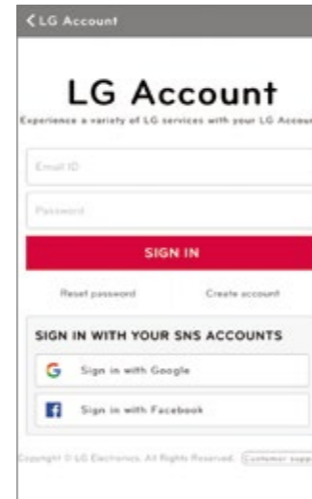 LG Account
LG Account
Experience a variety of LG services with your LG Accoun
Email ID
Password
SIGN IN
Reset password
Create account
SIGN IN WITH YOUR SNS ACCOUNTS
Sign in with Google
Sign in with Facebook
Copyright © LG Electronics. All Rights Reserved.
Customer supp